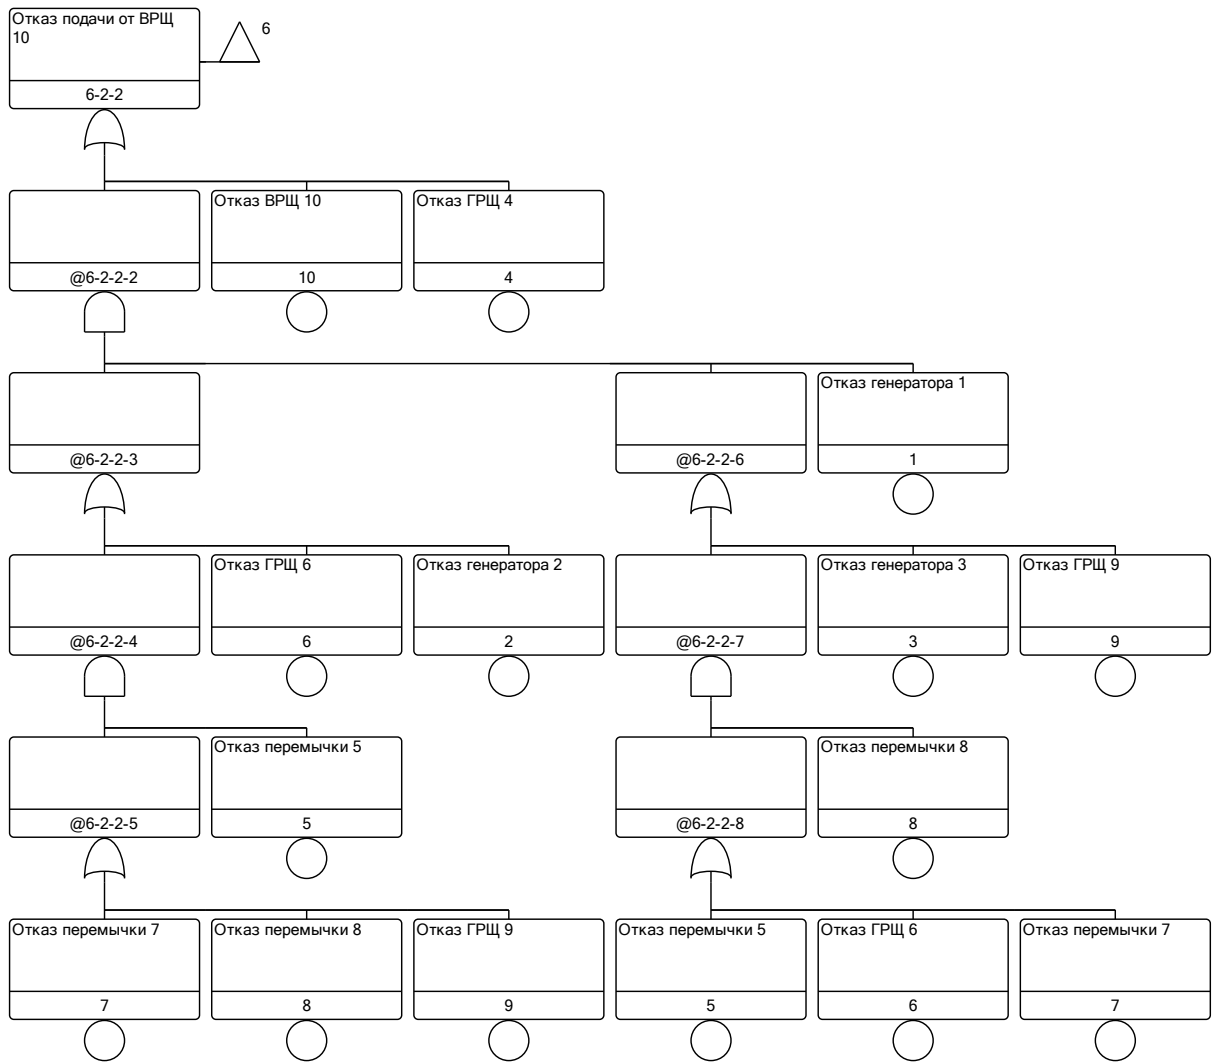 Отказ подачи от ВРЩ
10
6
6-2-2
Отказ ВРЩ 10
Отказ ГРЩ 4
@6-2-2-2
10
4
Отказ генератора 1
@6-2-2-3
@6-2-2-6
1
Отказ ГРЩ 6
Отказ генератора 2
Отказ генератора 3
Отказ ГРЩ 9
@6-2-2-4
6
2
@6-2-2-7
3
9
Отказ перемычки 5
Отказ перемычки 8
@6-2-2-5
5
@6-2-2-8
8
Отказ перемычки 7
Отказ перемычки 8
Отказ ГРЩ 9
Отказ перемычки 5
Отказ ГРЩ 6
Отказ перемычки 7
7
8
9
5
6
7